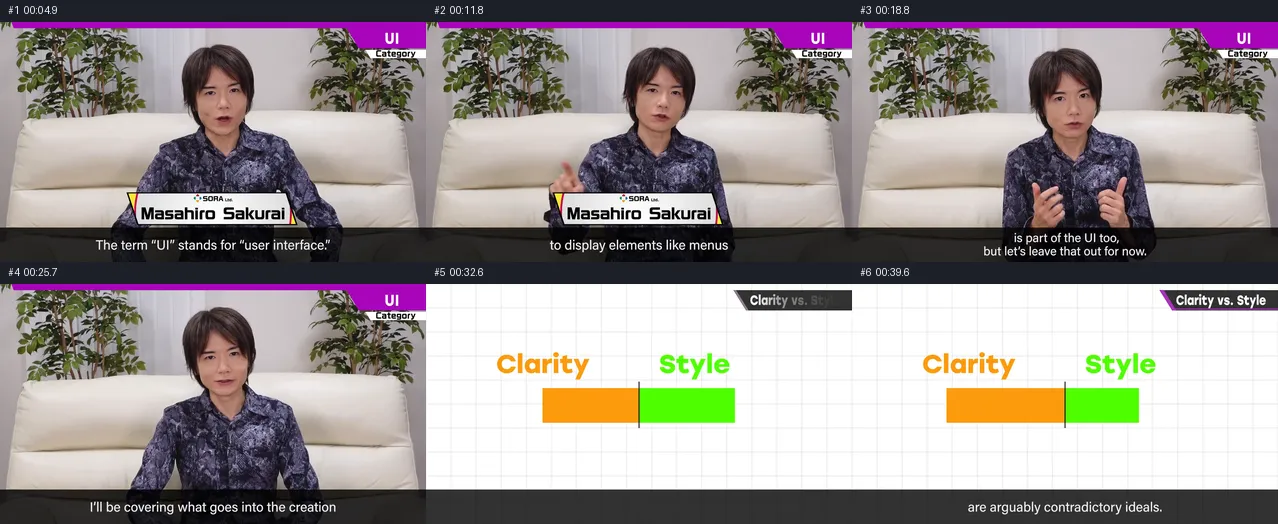 #1 00:04.9
UI
Category
SORA Ltd.
Masahiro Sakurai
The term “UI” stands for “user interface.”
#2 00:11.8
UI
Category
SORA Ltd.
Masahiro Sakurai
to display elements like menus
#3 00:18.8
UI
Category
is part of the UI too,
but let’s leave that out for now.
#4 00:25.7
UI
Category
I’ll be covering what goes into the creation
#5 00:32.6
Clarity vs. Sty
Clarity
Style
#6 00:39.6
Clarity vs. Style
Clarity
Style
are arguably contradictory ideals.